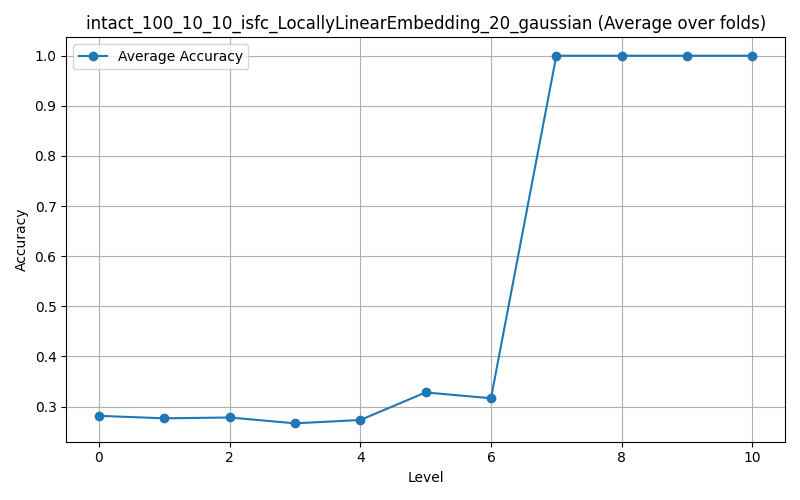 intact_100_10_10_isfc_LocallyLinearEmbedding_20_gaussian (Average over folds)
Average Accuracy
1.0
0.9
0.8
0.7
0.6
0.5
0.4
0.3
Accuracy
0 2 4 6 8 10
Level